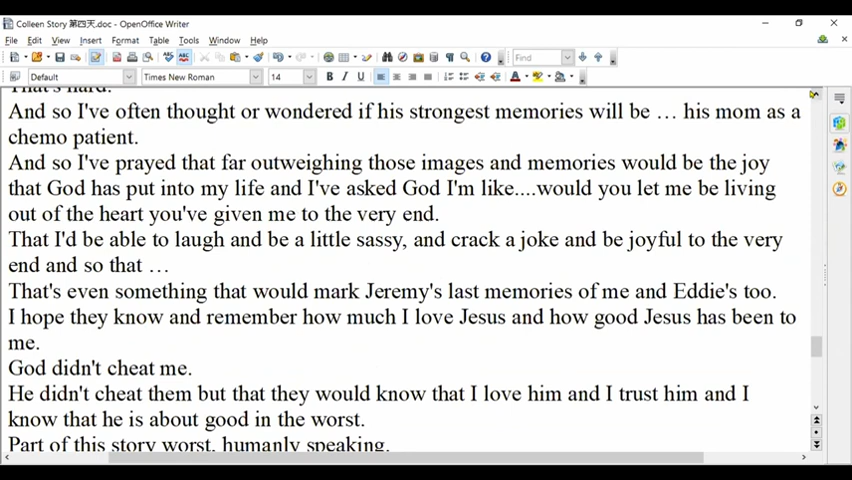 Colleen Story 第四天.doc - OpenOffice Writer
File Edit View Insert Format Table Tools Window Help
Find
Default Times New Roman 14 B I U A
That's hard.
And so I've often thought or wondered if his strongest memories will be … his mom as a
chemo patient.
And so I've prayed that far outweighing those images and memories would be the joy
that God has put into my life and I've asked God I'm like....would you let me be living
out of the heart you've given me to the very end.
That I'd be able to laugh and be a little sassy, and crack a joke and be joyful to the very
end and so that …
That's even something that would mark Jeremy's last memories of me and Eddie's too.
I hope they know and remember how much I love Jesus and how good Jesus has been to
me.
God didn't cheat me.
He didn't cheat them but that they would know that I love him and I trust him and I
know that he is about good in the worst.
Part of this story worst, humanly speaking.